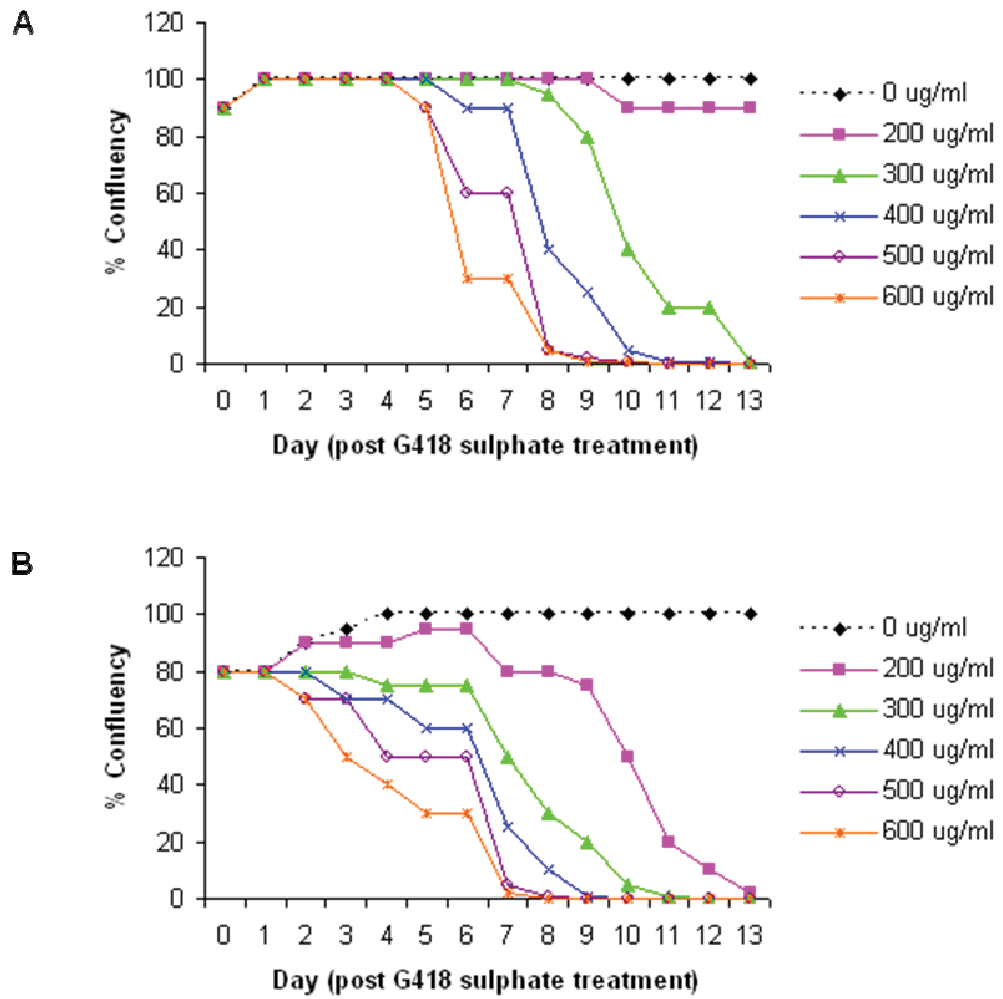 A
120
100
80
60
40
20
0
% Confluency
0 1 2 3 4 5 6 7 8 9 10 11 12 13
Day (post G418 sulphate treatment)
0 ug/ml
200 ug/ml
300 ug/ml
400 ug/ml
500 ug/ml
600 ug/ml
B
120
100
80
60
40
20
0
% Confluency
0 1 2 3 4 5 6 7 8 9 10 11 12 13
Day (post G418 sulphate treatment)
0 ug/ml
200 ug/ml
300 ug/ml
400 ug/ml
500 ug/ml
600 ug/ml